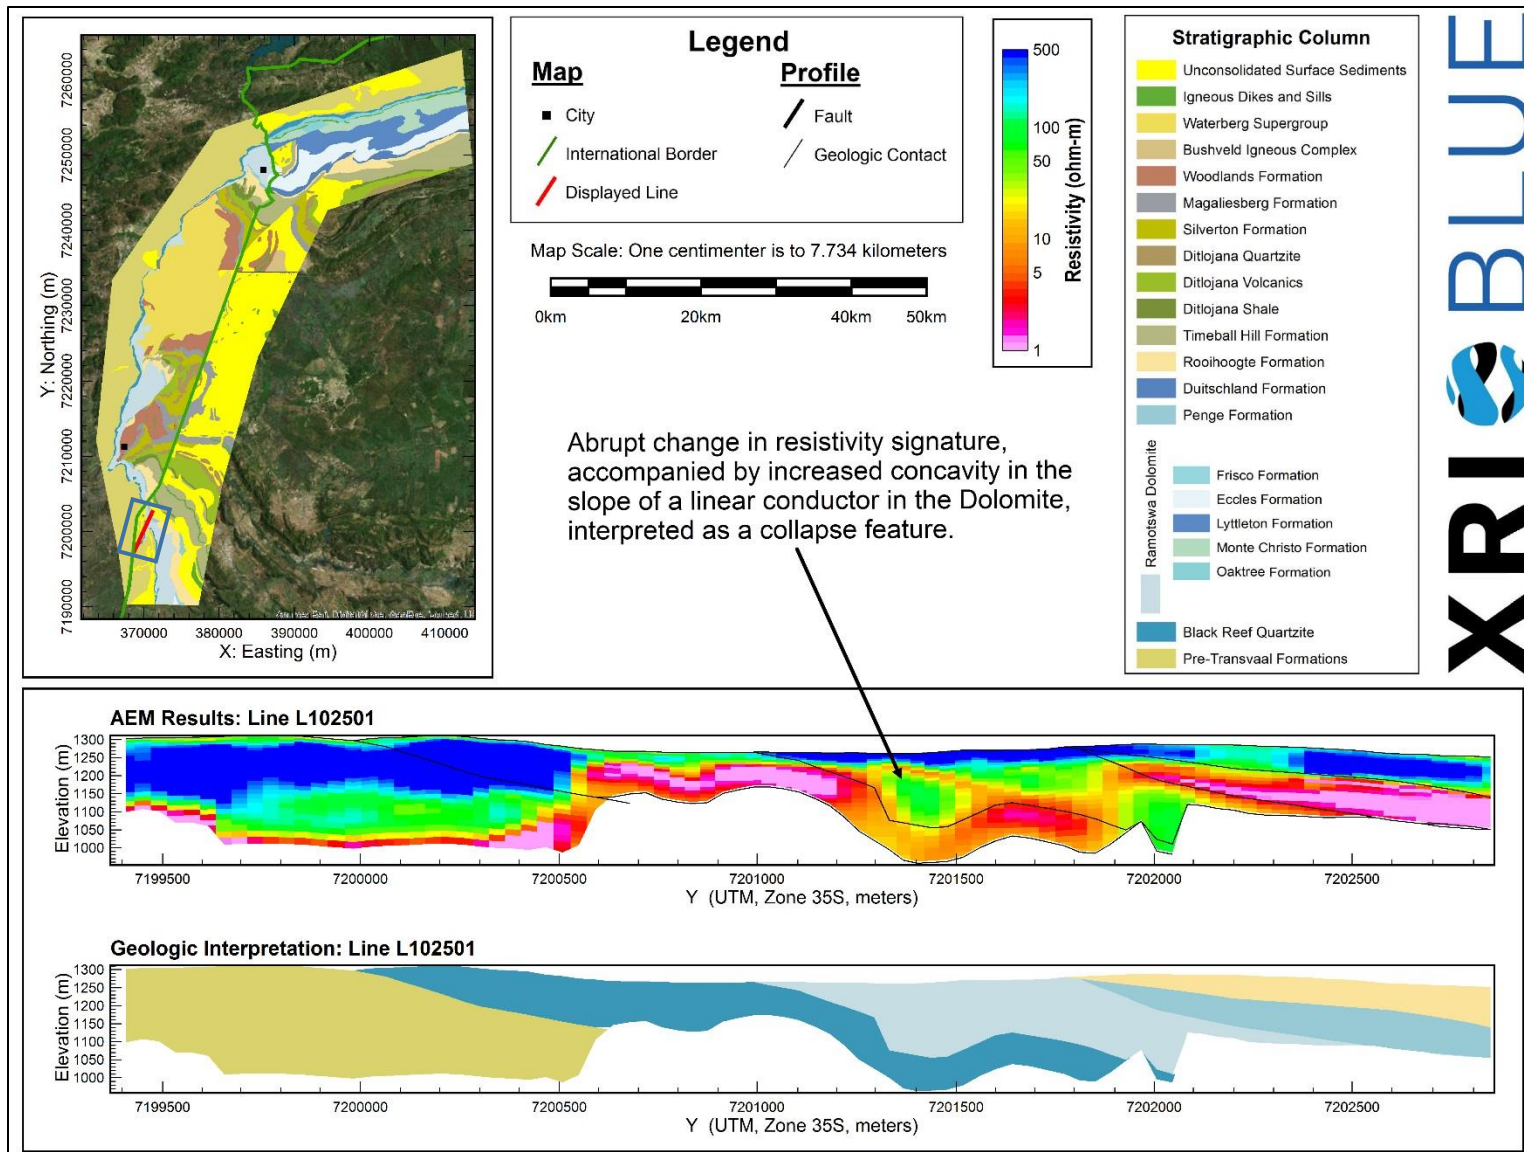 7260000
7250000
7240000
7230000
7220000
7210000
7200000
7190000
Y: Northing (m)
370000 380000 390000 400000 410000
X: Easting (m)
Legend
Map
City
International Border
Displayed Line
Profile
Fault
Geologic Contact
Map Scale: One centimenter is to 7.734 kilometers
0km 20km 40km 50km
500
100
50
10
5
1
Resistivity (ohm-m)
Stratigraphic Column
Unconsolidated Surface Sediments
Igneous Dikes and Sills
Waterberg Supergroup
Bushveld Igneous Complex
Woodlands Formation
Magaliesberg Formation
Silverton Formation
Ditlojana Quartzite
Ditlojana Volcanics
Ditlojana Shale
Timeball Hill Formation
Rooihoogte Formation
Duitschland Formation
Penge Formation
Ramotswa Dolomite
Frisco Formation
Eccles Formation
Lyttleton Formation
Monte Christo Formation
Oaktree Formation
Black Reef Quartzite
Pre-Transvaal Formations
XRI BLUE
Abrupt change in resistivity signature,
accompanied by increased concavity in the
slope of a linear conductor in the Dolomite,
interpreted as a collapse feature.
AEM Results: Line L102501
1300
1250
1200
1150
1100
1050
1000
Elevation (m)
7199500 7200000 7200500 7201000 7201500 7202000 7202500
Y (UTM, Zone 35S, meters)
Geologic Interpretation: Line L102501
1300
1250
1200
1150
1100
1050
1000
Elevation (m)
7199500 7200000 7200500 7201000 7201500 7202000 7202500
Y (UTM, Zone 35S, meters)